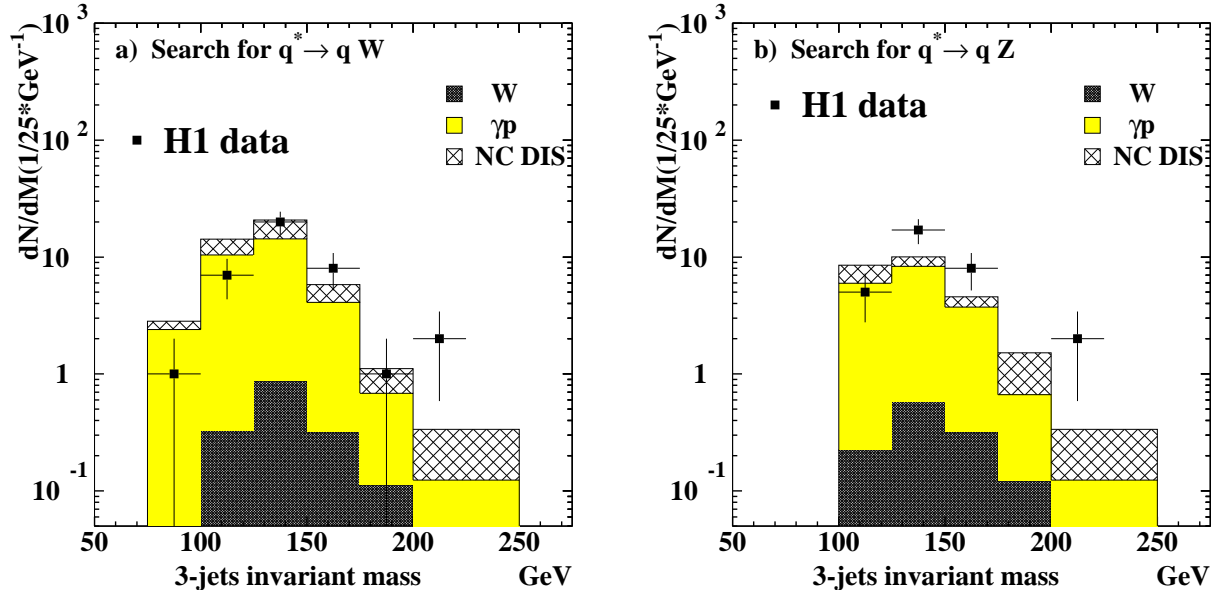 a) Search for q* → q W
W
γp
NC DIS
H1 data
dN/dM(1/25*GeV-1)
10 3
10 2
10
1
10 -1
50 100 150 200 250
3-jets invariant mass GeV
b) Search for q* → q Z
W
γp
NC DIS
H1 data
dN/dM(1/25*GeV-1)
10 3
10 2
10
1
10 -1
50 100 150 200 250
3-jets invariant mass GeV